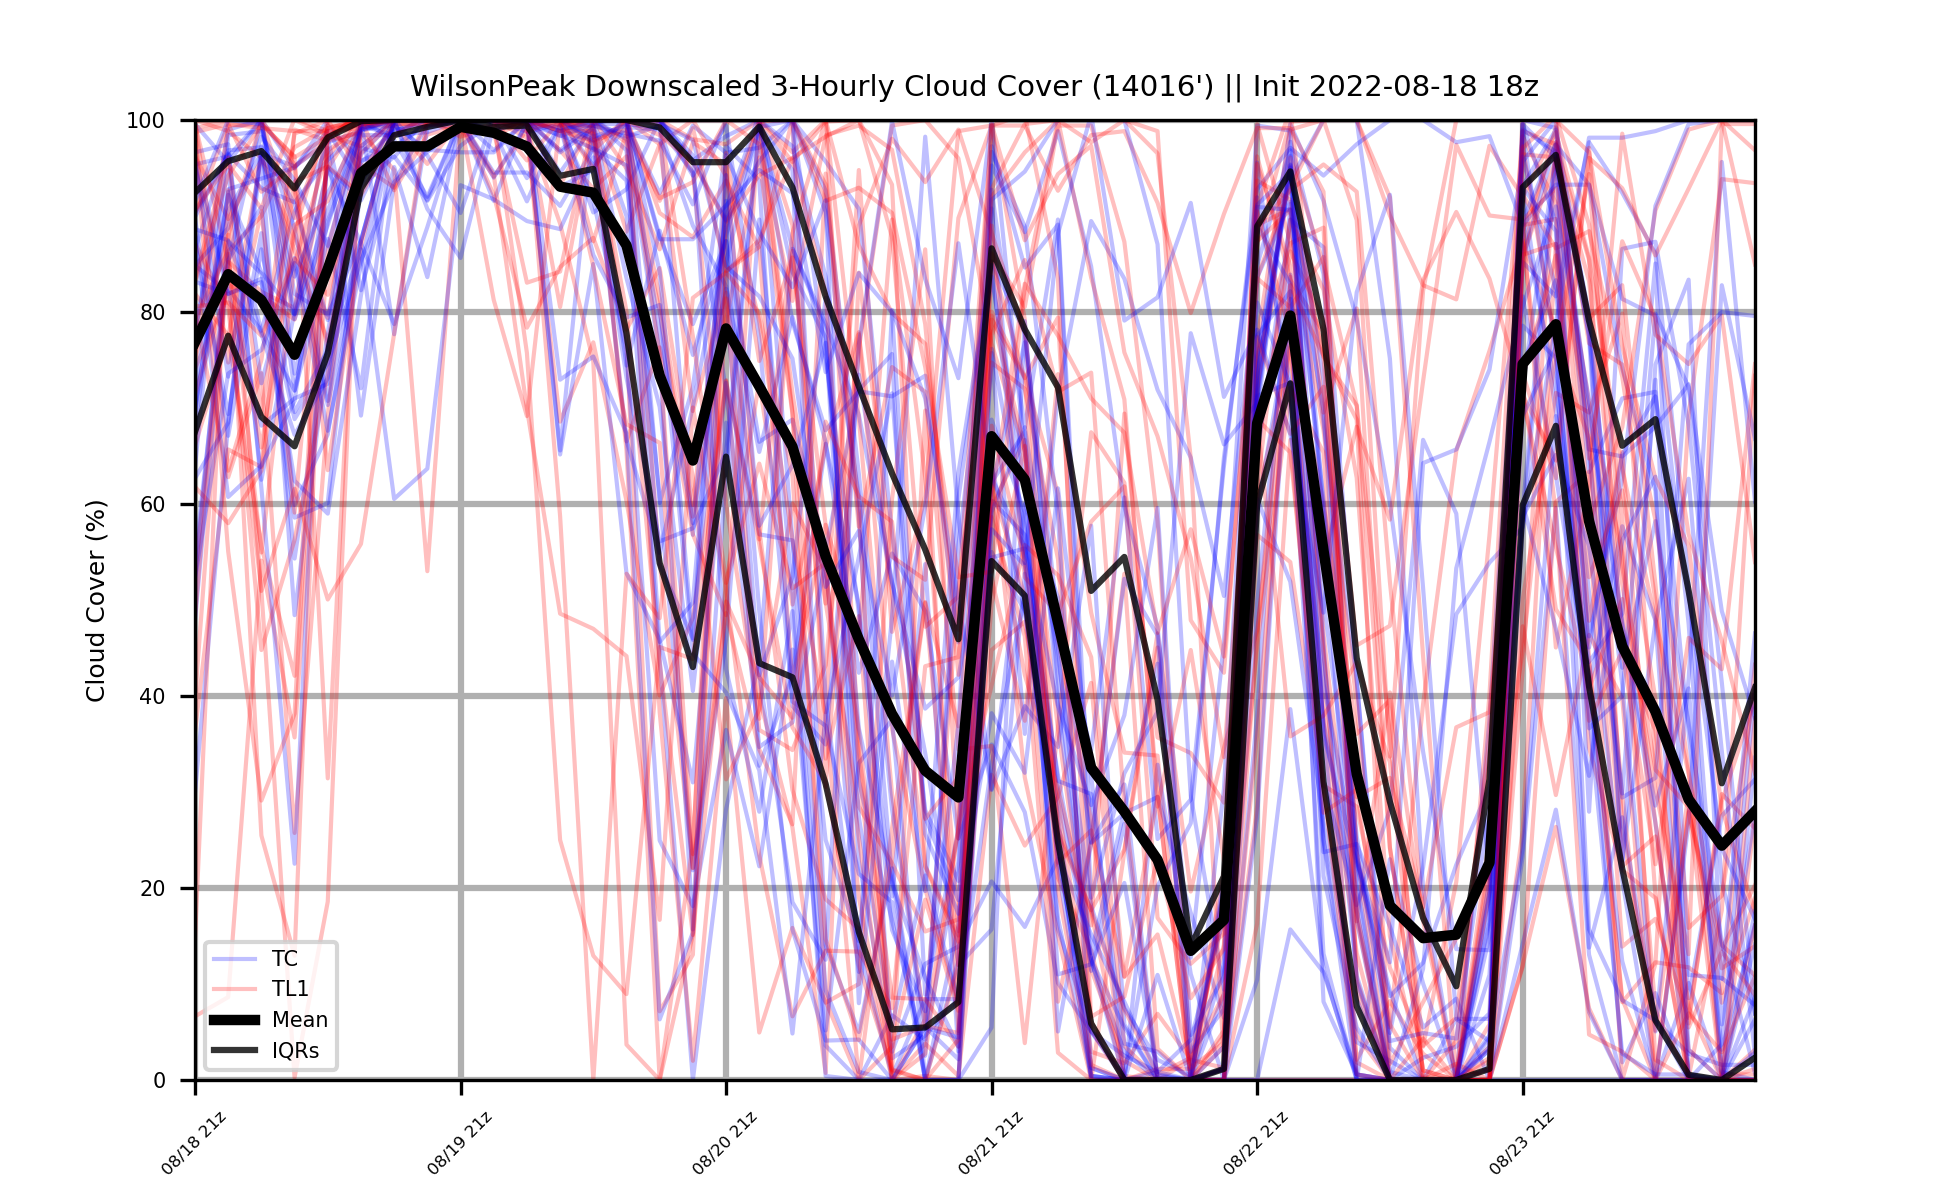 WilsonPeak Downscaled 3-Hourly Cloud Cover (14016') || Init 2022-08-18 18z
Cloud Cover (%)
100
80
60
40
20
0
TC
TL1
Mean
IQRs
08/18 21z
08/19 21z
08/20 21z
08/21 21z
08/22 21z
08/23 21z